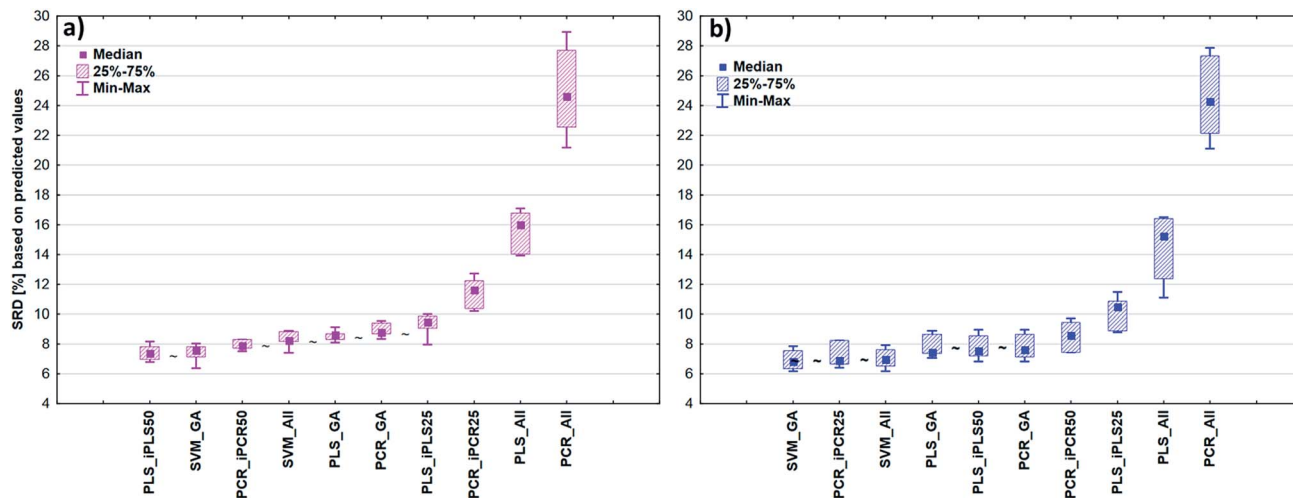 a)
Median
25%-75%
Min-Max
SRD [%] based on predicted values
30
28
26
24
22
20
18
16
14
12
10
8
6
4
~ ~ ~ ~ ~
PLS_iPLS50
SVM_GA
PCR_iPCR50
SVM_All
PLS_GA
PCR_GA
PLS_iPLS25
PCR_iPCR25
PLS_All
PCR_All
b)
Median
25%-75%
Min-Max
30
28
26
24
22
20
18
16
14
12
10
8
6
4
~ ~ ~ ~ ~
SVM_GA
PCR_iPCR25
SVM_All
PLS_GA
PLS_iPLS50
PCR_GA
PCR_iPCR50
PLS_iPLS25
PLS_All
PCR_All